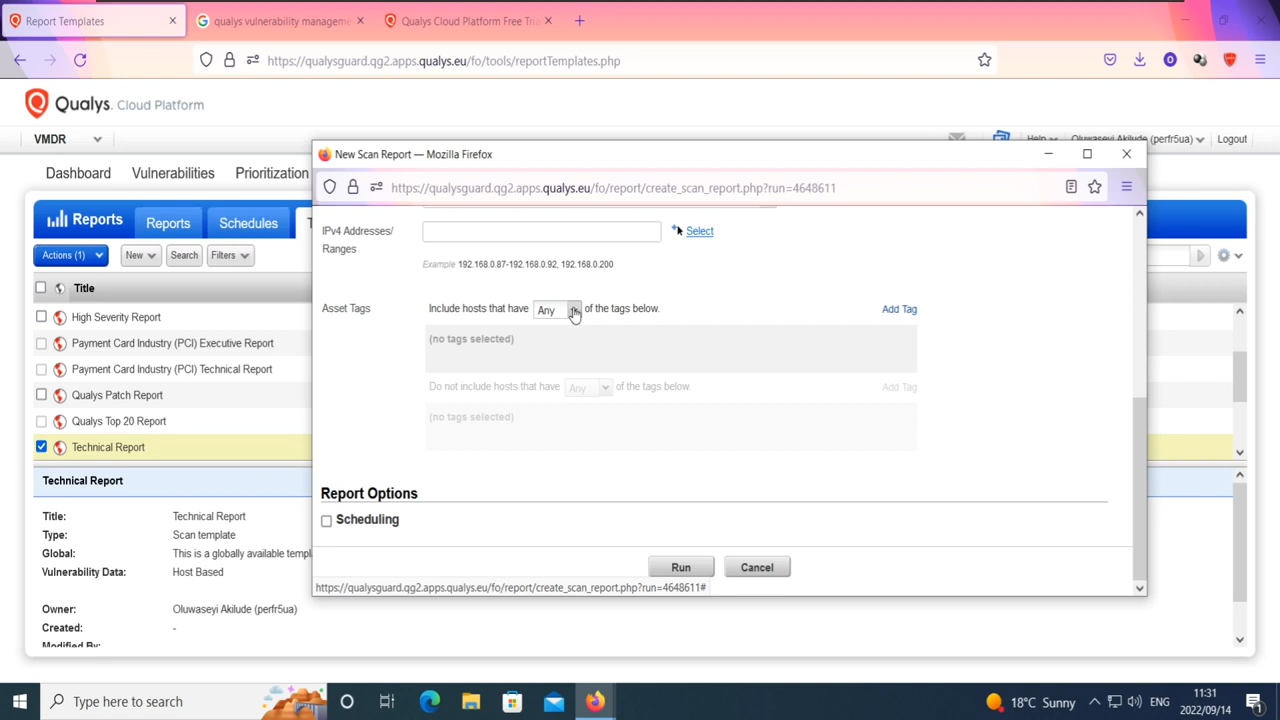 Report Templates
qualys vulnerability manageme
Qualys Cloud Platform Free Tria
https://qualysguard.qg2.apps.qualys.eu/fo/tools/reportTemplates.php
Qualys. Cloud Platform
VMDR
Help
Oluwaseyi Akilude (perfr5ua)
Logout
Dashboard
Vulnerabilities
Prioritization
Reports
Reports
Schedules
Actions (1)
New
Search
Filters
Title
High Severity Report
Payment Card Industry (PCI) Executive Report
Payment Card Industry (PCI) Technical Report
Qualys Patch Report
Qualys Top 20 Report
Technical Report
Technical Report
Title: Technical Report
Type: Scan template
Global: This is a globally available templ
Vulnerability Data: Host Based
Owner: Oluwaseyi Akilude (perfr5ua)
Created: -
Modified By:
New Scan Report — Mozilla Firefox
https://qualysguard.qg2.apps.qualys.eu/fo/report/create_scan_report.php?run=4648611
IPv4 Addresses/
Ranges
Select
Example 192.168.0.87-192.168.0.92, 192.168.0.200
Asset Tags
Include hosts that have Any of the tags below.
Add Tag
(no tags selected)
Do not include hosts that have Any of the tags below.
Add Tag
(no tags selected)
Report Options
Scheduling
Run
Cancel
https://qualysguard.qg2.apps.qualys.eu/fo/report/create_scan_report.php?run=4648611#
Type here to search
18°C Sunny
ENG
11:31
2022/09/14
1